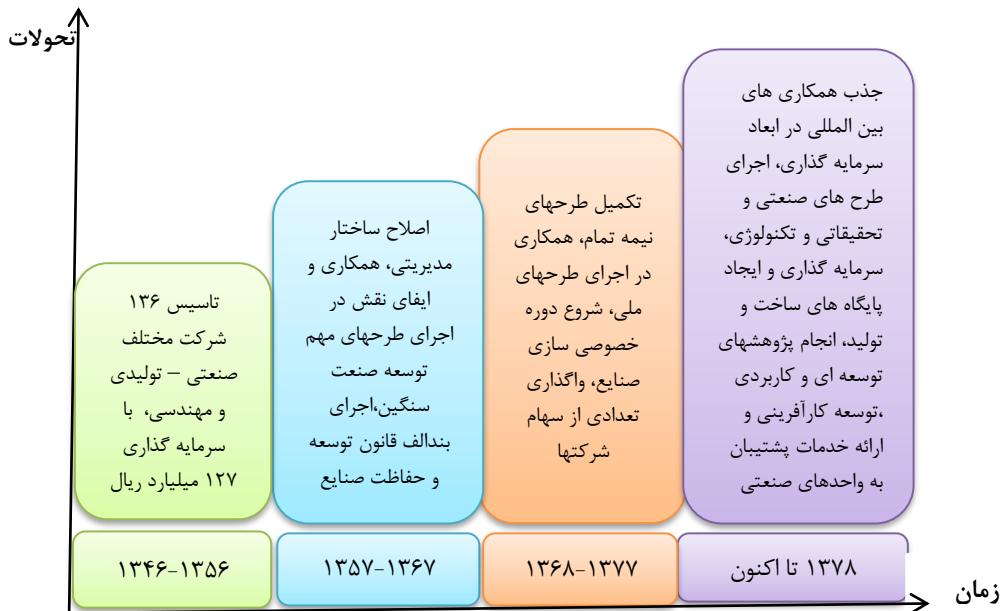 تحولات
جذب همکاری های
بین المللی در ابعاد
سرمایه گذاری، اجرای
طرح های صنعتی و
تحقیقاتی و تکنولوژی،
سرمایه گذاری و ایجاد
پایگاه های ساخت و
تولید، انجام پژوهشهای
توسعه ای و کاربردی
،توسعه کارآفرینی و
ارائه خدمات پشتیبان
به واحدهای صنعتی
تکمیل طرحهای
نیمه تمام، همکاری
در اجرای طرحهای
ملی، شروع دوره
خصوصی سازی
صنایع، واگذاری
تعدادی از سهام
شرکتها
اصلاح ساختار
مدیریتی، همکاری و
ایفای نقش در
اجرای طرحهای مهم
توسعه صنعت
سنگین،اجرای
بندالف قانون توسعه
و حفاظت صنایع
تاسیس ۱۳۶
شرکت مختلف
صنعتی – تولیدی
و مهندسی، با
سرمایه گذاری
۱۲۷ میلیارد ریال
۱۳۴۶-۱۳۵۶
۱۳۵۷-۱۳۶۷
۱۳۶۸-۱۳۷۷
۱۳۷۸ تا اکنون
زمان